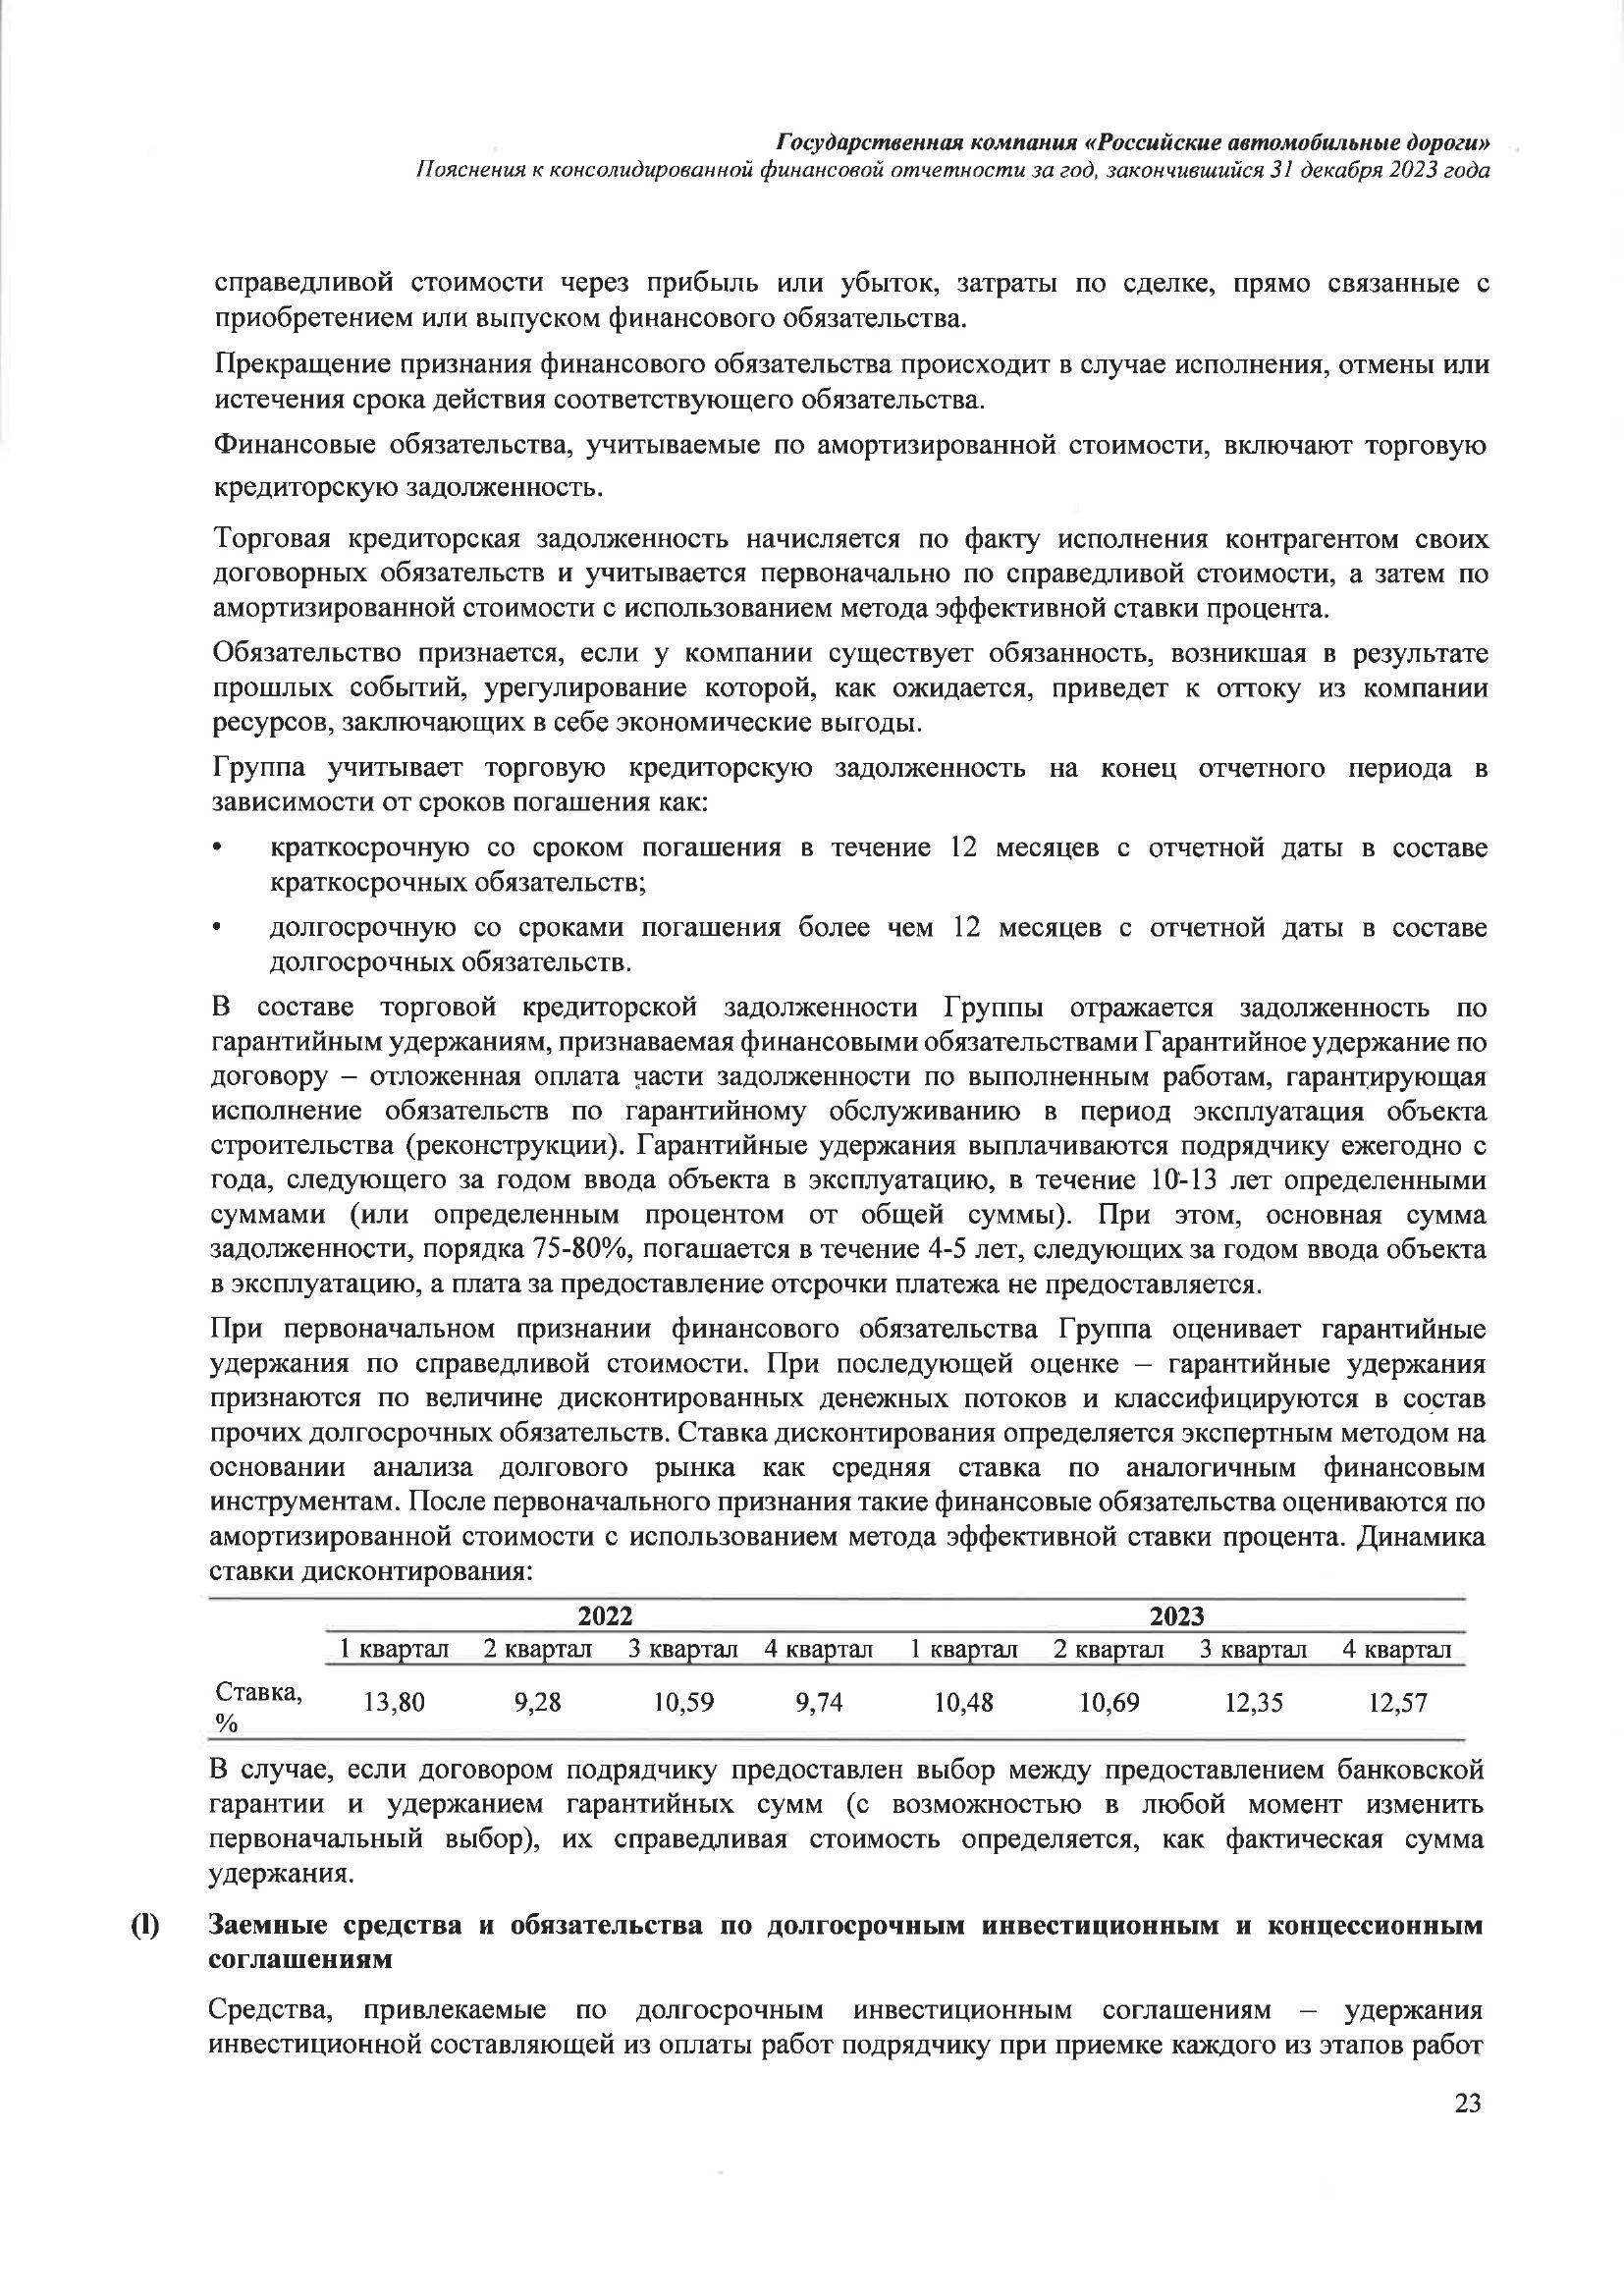 Государственная компания «Российские автомобильные дороги»
Пояснения к консолидированной финансовой отчетности за год, закончившийся 31 декабря 2023 года
справедливой стоимости через прибыль или убыток, затраты по сделке, прямо связанные с
приобретением или выпуском финансового обязательства.
Прекращение признания финансового обязательства происходит в случае исполнения, отмены или
истечения срока действия соответствующего обязательства.
Финансовые обязательства, учитываемые по амортизированной стоимости, включают торговую
кредиторскую задолженность.
Торговая кредиторская задолженность начисляется по факту исполнения контрагентом своих
договорных обязательств и учитывается первоначально по справедливой стоимости, а затем по
амортизированной стоимости с использованием метода эффективной ставки процента.
Обязательство признается, если у компании существует обязанность, возникшая в результате
прошлых событий, урегулирование которой, как ожидается, приведет к оттоку из компании
ресурсов, заключающих в себе экономические выгоды.
Группа учитывает торговую кредиторскую задолженность на конец отчетного периода в
зависимости от сроков погашения как:
• краткосрочную со сроком погашения в течение 12 месяцев с отчетной даты в составе
краткосрочных обязательств;
• долгосрочную со сроками погашения более чем 12 месяцев с отчетной даты в составе
долгосрочных обязательств.
В составе торговой кредиторской задолженности Группы отражается задолженность по
гарантийным удержаниям, признаваемая финансовыми обязательствами Гарантийное удержание по
договору – отложенная оплата части задолженности по выполненным работам, гарантирующая
исполнение обязательств по гарантийному обслуживанию в период эксплуатация объекта
строительства (реконструкции). Гарантийные удержания выплачиваются подрядчику ежегодно с
года, следующего за годом ввода объекта в эксплуатацию, в течение 10-13 лет определенными
суммами (или определенным процентом от общей суммы). При этом, основная сумма
задолженности, порядка 75-80%, погашается в течение 4-5 лет, следующих за годом ввода объекта
в эксплуатацию, а плата за предоставление отсрочки платежа не предоставляется.
При первоначальном признании финансового обязательства Группа оценивает гарантийные
удержания по справедливой стоимости. При последующей оценке – гарантийные удержания
признаются по величине дисконтированных денежных потоков и классифицируются в состав
прочих долгосрочных обязательств. Ставка дисконтирования определяется экспертным методом на
основании анализа долгового рынка как средняя ставка по аналогичным финансовым
инструментам. После первоначального признания такие финансовые обязательства оцениваются по
амортизированной стоимости с использованием метода эффективной ставки процента. Динамика
ставки дисконтирования:
2022 2023
1 квартал 2 квартал 3 квартал 4 квартал 1 квартал 2 квартал 3 квартал 4 квартал
Ставка, % 13,80 9,28 10,59 9,74 10,48 10,69 12,35 12,57
В случае, если договором подрядчику предоставлен выбор между предоставлением банковской
гарантии и удержанием гарантийных сумм (с возможностью в любой момент изменить
первоначальный выбор), их справедливая стоимость определяется, как фактическая сумма
удержания.
(l) Заемные средства и обязательства по долгосрочным инвестиционным и концессионным
соглашениям
Средства, привлекаемые по долгосрочным инвестиционным соглашениям – удержания
инвестиционной составляющей из оплаты работ подрядчику при приемке каждого из этапов работ
23